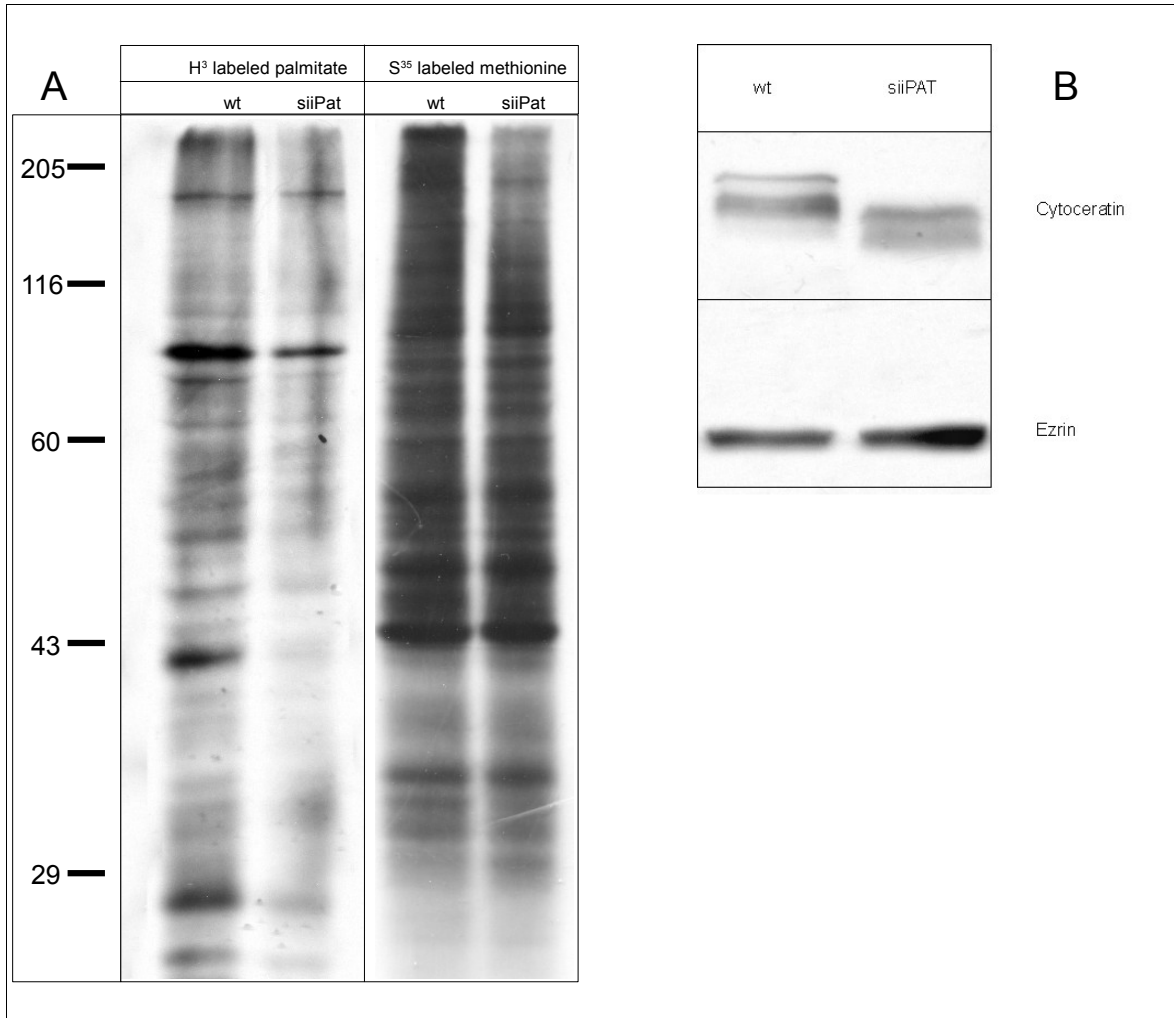 A
H³ labeled palmitate
S³⁵ labeled methionine
wt siiPat
wt siiPat
205
116
60
43
29
B
wt siiPAT
Cytoceratin
Ezrin